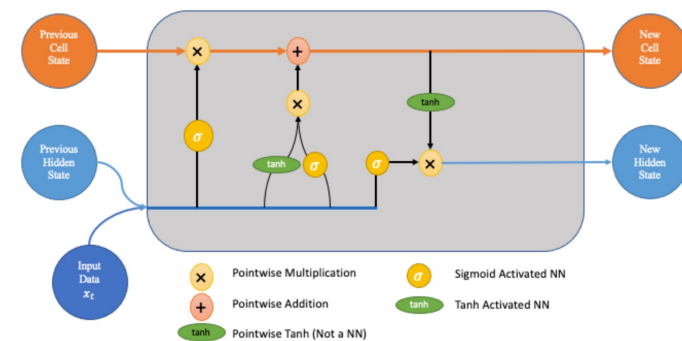 Previous
Cell
State
New
Cell
State
×
+
×
tanh
σ
Previous
Hidden
State
tanh
σ
σ
×
New
Hidden
State
Input
Data
xₜ
× Pointwise Multiplication
σ Sigmoid Activated NN
+ Pointwise Addition
tanh Tanh Activated NN
tanh Pointwise Tanh (Not a NN)